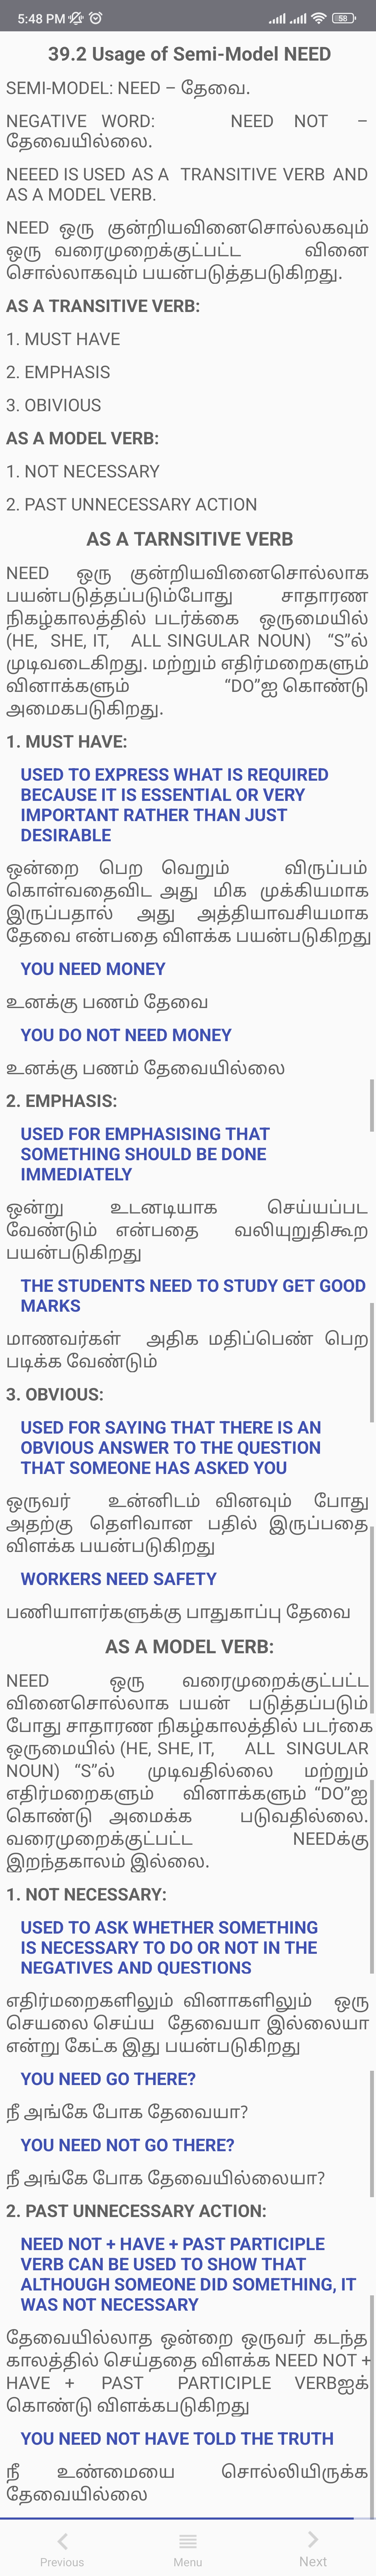 5:48 PM
58
39.2 Usage of Semi-Model NEED
SEMI-MODEL: NEED – தேவை.
NEGATIVE WORD: NEED NOT –
தேவையில்லை.
NEEED IS USED AS A TRANSITIVE VERB AND
AS A MODEL VERB.
NEED ஒரு குன்றியவினைசொல்லகவும்
ஒரு வரைமுறைக்குட்பட்ட வினை
சொல்லாகவும் பயன்படுத்தபடுகிறது.
AS A TRANSITIVE VERB:
1. MUST HAVE
2. EMPHASIS
3. OBIVIOUS
AS A MODEL VERB:
1. NOT NECESSARY
2. PAST UNNECESSARY ACTION
AS A TARNSITIVE VERB
NEED ஒரு குன்றியவினைசொல்லாக
பயன்படுத்தப்படும்போது சாதாரண
நிகழ்காலத்தில் படர்க்கை ஒருமையில்
(HE, SHE, IT, ALL SINGULAR NOUN) “S”ல்
முடிவடைகிறது. மற்றும் எதிர்மறைகளும்
வினாக்களும் “DO”ஐ கொண்டு
அமைகபடுகிறது.
1. MUST HAVE:
USED TO EXPRESS WHAT IS REQUIRED
BECAUSE IT IS ESSENTIAL OR VERY
IMPORTANT RATHER THAN JUST
DESIRABLE
ஒன்றை பெற வெறும் விருப்பம்
கொள்வதைவிட அது மிக முக்கியமாக
இருப்பதால் அது அத்தியாவசியமாக
தேவை என்பதை விளக்க பயன்படுகிறது
YOU NEED MONEY
உனக்கு பணம் தேவை
YOU DO NOT NEED MONEY
உனக்கு பணம் தேவையில்லை
2. EMPHASIS:
USED FOR EMPHASISING THAT
SOMETHING SHOULD BE DONE
IMMEDIATELY
ஒன்று உடனடியாக செய்யப்பட
வேண்டும் என்பதை வலியுறுதிகூற
பயன்படுகிறது
THE STUDENTS NEED TO STUDY GET GOOD
MARKS
மாணவர்கள் அதிக மதிப்பெண் பெற
படிக்க வேண்டும்
3. OBVIOUS:
USED FOR SAYING THAT THERE IS AN
OBVIOUS ANSWER TO THE QUESTION
THAT SOMEONE HAS ASKED YOU
ஒருவர் உன்னிடம் வினவும் போது
அதற்கு தெளிவான பதில் இருப்பதை
விளக்க பயன்படுகிறது
WORKERS NEED SAFETY
பணியாளர்களுக்கு பாதுகாப்பு தேவை
AS A MODEL VERB:
NEED ஒரு வரைமுறைக்குட்பட்ட
வினைசொல்லாக பயன் படுத்தப்படும்
போது சாதாரண நிகழ்காலத்தில் படர்கை
ஒருமையில் (HE, SHE, IT, ALL SINGULAR
NOUN) “S”ல் முடிவதில்லை மற்றும்
எதிர்மறைகளும் வினாக்களும் “DO”ஐ
கொண்டு அமைக்க படுவதில்லை.
வரைமுறைக்குட்பட்ட NEEDக்கு
இறந்தகாலம் இல்லை.
1. NOT NECESSARY:
USED TO ASK WHETHER SOMETHING
IS NECESSARY TO DO OR NOT IN THE
NEGATIVES AND QUESTIONS
எதிர்மறைகளிலும் வினாகளிலும் ஒரு
செயலை செய்ய தேவையா இல்லையா
என்று கேட்க இது பயன்படுகிறது
YOU NEED GO THERE?
நீ அங்கே போக தேவையா?
YOU NEED NOT GO THERE?
நீ அங்கே போக தேவையில்லையா?
2. PAST UNNECESSARY ACTION:
NEED NOT + HAVE + PAST PARTICIPLE
VERB CAN BE USED TO SHOW THAT
ALTHOUGH SOMEONE DID SOMETHING, IT
WAS NOT NECESSARY
தேவையில்லாத ஒன்றை ஒருவர் கடந்த
காலத்தில் செய்ததை விளக்க NEED NOT +
HAVE + PAST PARTICIPLE VERBஐக்
கொண்டு விளக்கபடுகிறது
YOU NEED NOT HAVE TOLD THE TRUTH
நீ உண்மையை சொல்லியிருக்க
தேவையில்லை
Previous
Menu
Next